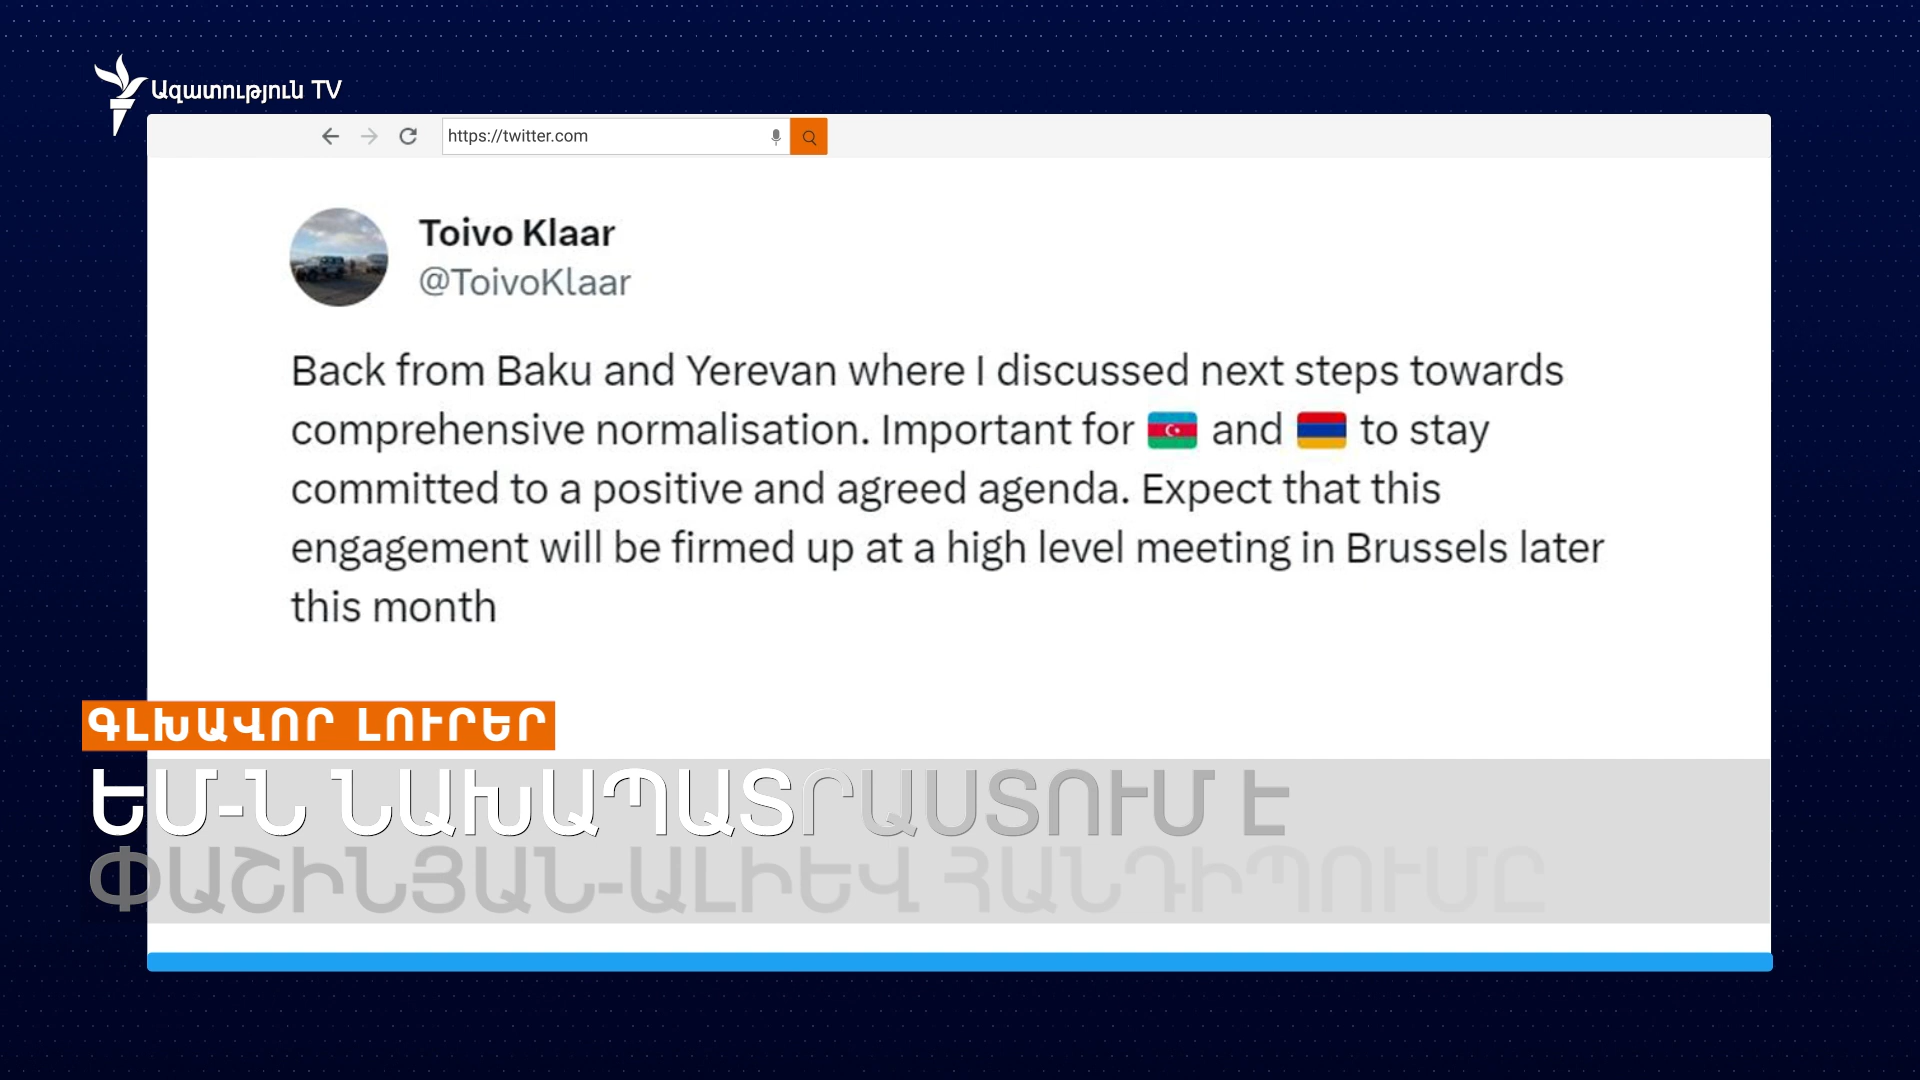 Ազատություն TV
https://twitter.com
Toivo Klaar
@ToivoKlaar
Back from Baku and Yerevan where I discussed next steps towards
comprehensive normalisation. Important for 🇦🇿 and 🇦🇲 to stay
committed to a positive and agreed agenda. Expect that this
engagement will be firmed up at a high level meeting in Brussels later
this month
ԳԼԽԱՎՈՐ ԼՈՒՐԵՐ
ԵՄ-Ն ՆԱԽԱՊԱՏՐԱՍՏՈՒՄ Է
ՓԱՇԻՆՅԱՆ-ԱԼԻԵՎ ՀԱՆԴԻՊՈՒՄԸ